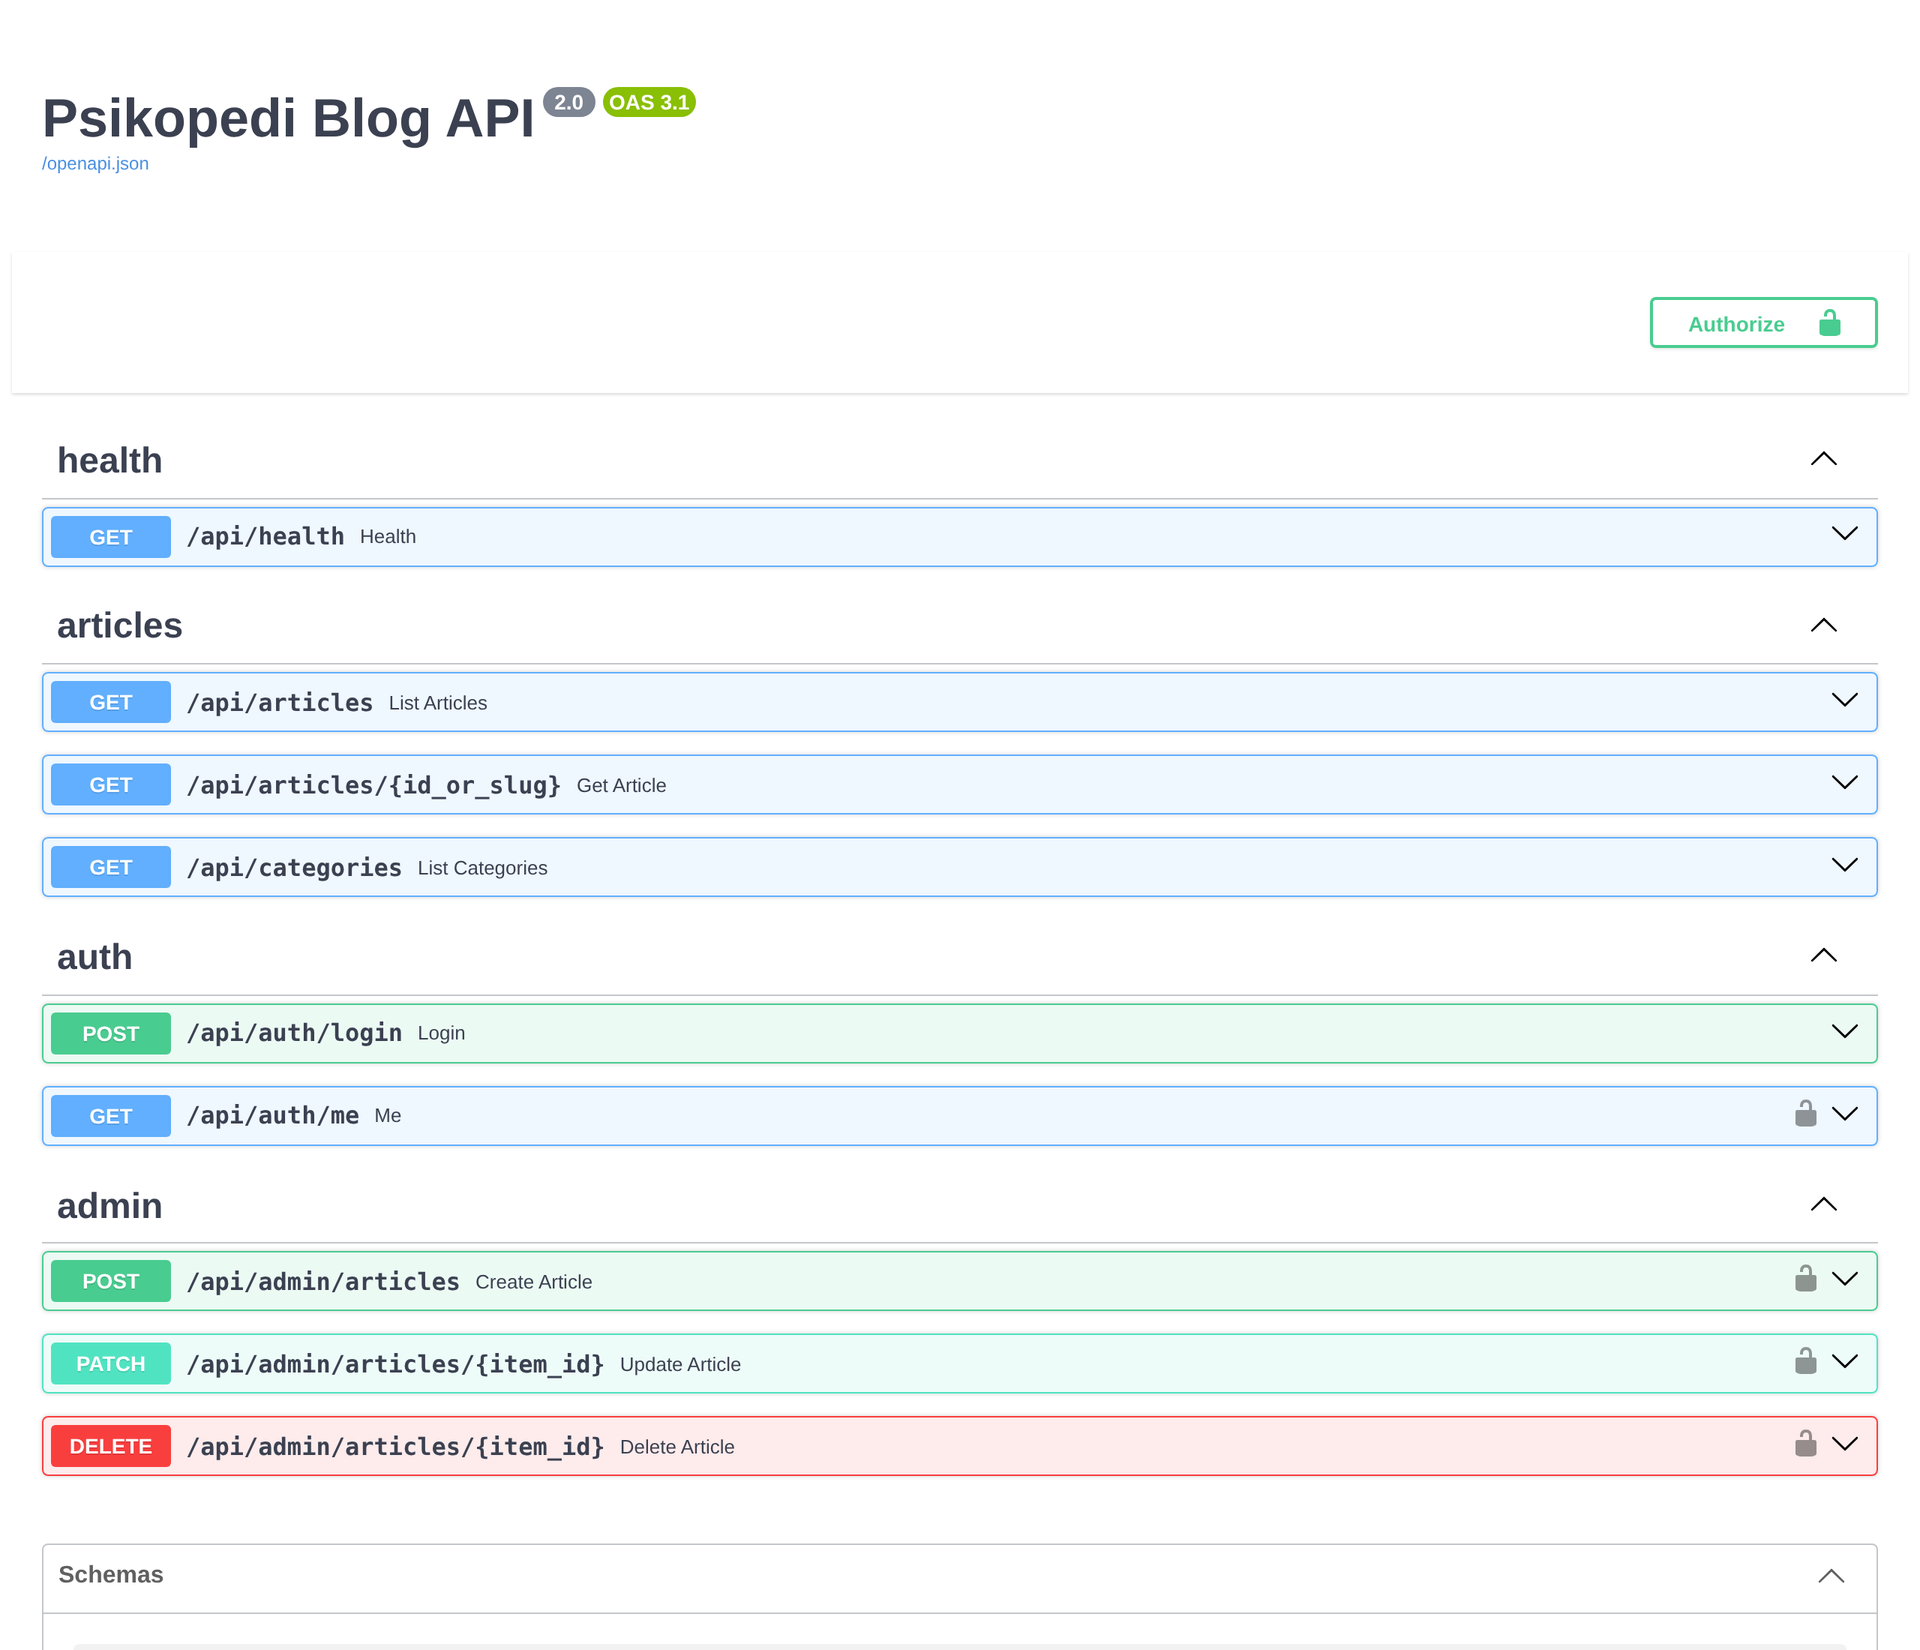 Psikopedi Blog API 2.0 OAS 3.1
/openapi.json
Authorize
health
GET /api/health Health
articles
GET /api/articles List Articles
GET /api/articles/{id_or_slug} Get Article
GET /api/categories List Categories
auth
POST /api/auth/login Login
GET /api/auth/me Me
admin
POST /api/admin/articles Create Article
PATCH /api/admin/articles/{item_id} Update Article
DELETE /api/admin/articles/{item_id} Delete Article
Schemas